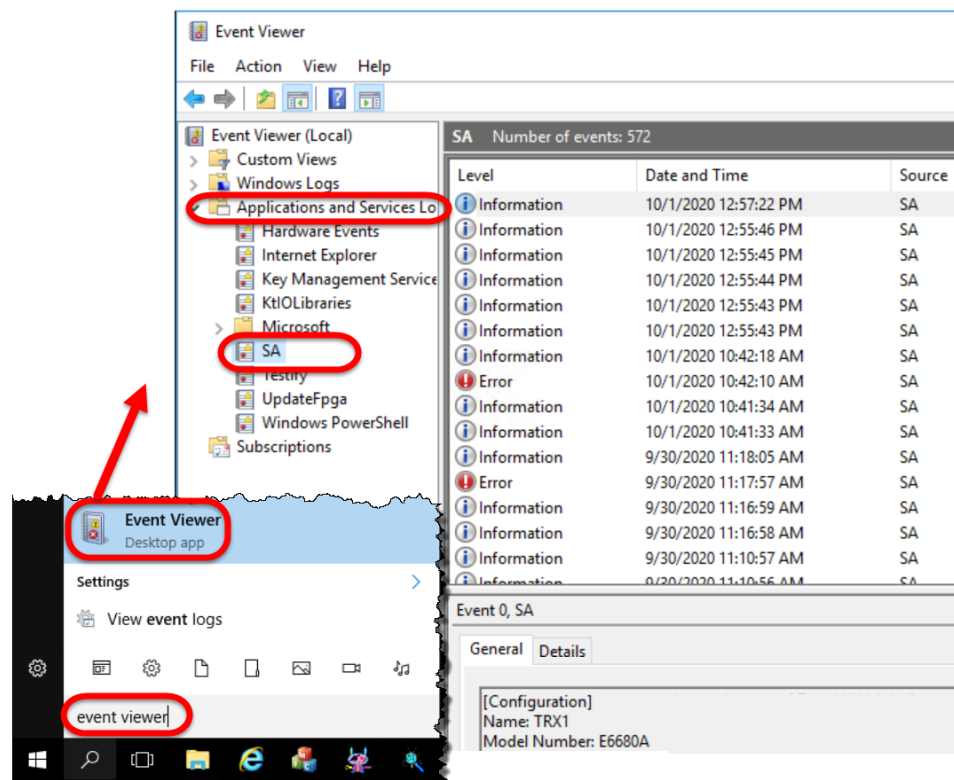 Event Viewer
File Action View Help
Event Viewer (Local)
Custom Views
Windows Logs
Applications and Services Lo
Hardware Events
Internet Explorer
Key Management Service
KtIOLibraries
Microsoft
SA
Testify
UpdateFpga
Windows PowerShell
Subscriptions
SA Number of events: 572
Level Date and Time Source
Information 10/1/2020 12:57:22 PM SA
Information 10/1/2020 12:55:46 PM SA
Information 10/1/2020 12:55:45 PM SA
Information 10/1/2020 12:55:44 PM SA
Information 10/1/2020 12:55:43 PM SA
Information 10/1/2020 12:55:43 PM SA
Information 10/1/2020 10:42:18 AM SA
Error 10/1/2020 10:42:10 AM SA
Information 10/1/2020 10:41:34 AM SA
Information 10/1/2020 10:41:33 AM SA
Information 9/30/2020 11:18:05 AM SA
Error 9/30/2020 11:17:57 AM SA
Information 9/30/2020 11:16:59 AM SA
Information 9/30/2020 11:16:58 AM SA
Information 9/30/2020 11:10:57 AM SA
Information 9/30/2020 11:10:56 AM SA
Event 0, SA
General Details
[Configuration]
Name: TRX1
Model Number: E6680A
Event Viewer
Desktop app
Settings
View event logs
event viewer